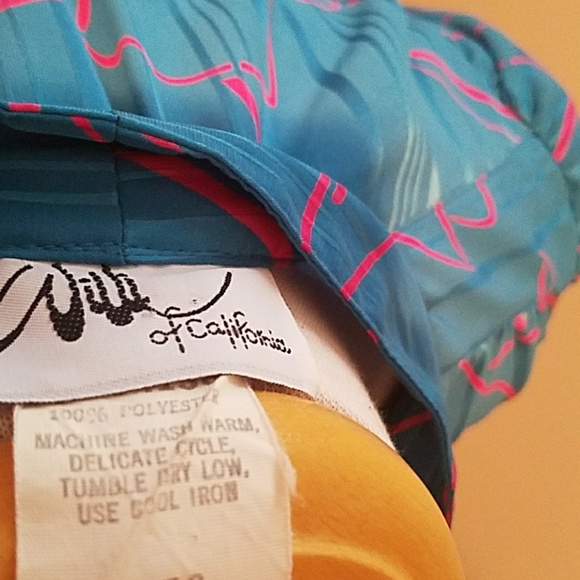 of California
100% POLYESTER
MACHINE WASH WARM,
DELICATE CYCLE,
TUMBLE DRY LOW,
USE COOL IRON